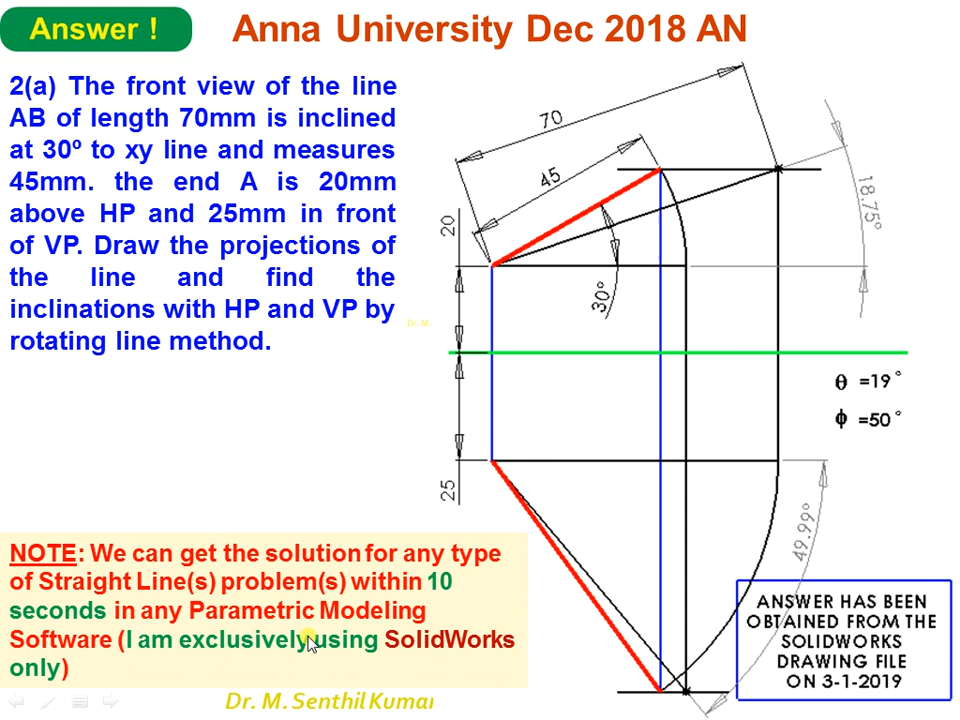 Answer !
Anna University Dec 2018 AN
2(a) The front view of the line
AB of length 70mm is inclined
at 30º to xy line and measures
45mm. the end A is 20mm
above HP and 25mm in front
of VP. Draw the projections of
the line and find the
inclinations with HP and VP by
rotating line method.
70
45
20
30°
18.75°
Dr. M.
θ =19°
ϕ =50°
25
49.99°
NOTE: We can get the solution for any type
of Straight Line(s) problem(s) within 10
seconds in any Parametric Modeling
Software (I am exclusively using SolidWorks
only)
ANSWER HAS BEEN
OBTAINED FROM THE
SOLIDWORKS
DRAWING FILE
ON 3-1-2019
Dr. M. Senthil Kumar